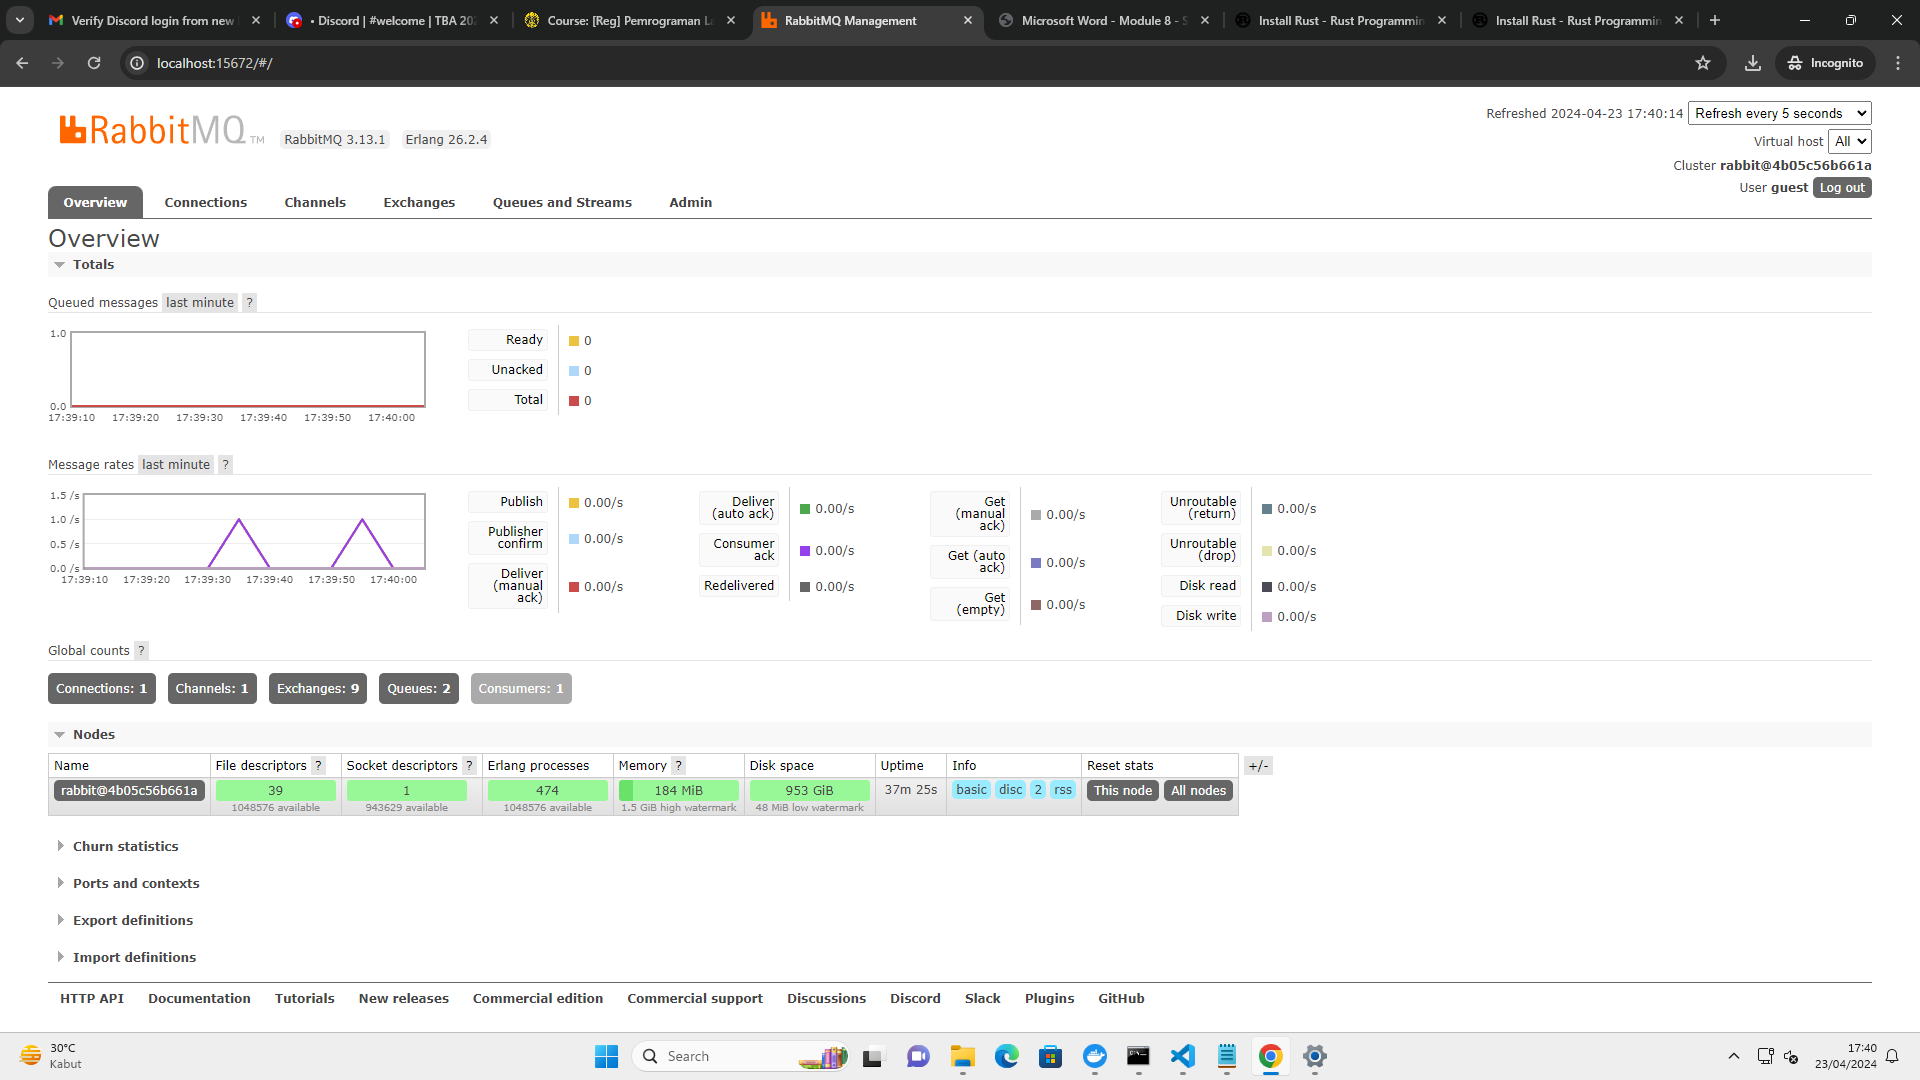 Verify Discord login from new
• Discord | #welcome | TBA 202
Course: [Reg] Pemrograman La
RabbitMQ Management
Microsoft Word - Module 8 - S
Install Rust - Rust Programmin
Install Rust - Rust Programmin
localhost:15672/#/
Incognito
RabbitMQ TM
RabbitMQ 3.13.1
Erlang 26.2.4
Refreshed 2024-04-23 17:40:14 Refresh every 5 seconds
Virtual host All
Cluster rabbit@4b05c56b661a
User guest Log out
Overview Connections Channels Exchanges Queues and Streams Admin
Overview
Totals
Queued messages last minute ?
1.0
0.0
17:39:10 17:39:20 17:39:30 17:39:40 17:39:50 17:40:00
Ready 0
Unacked 0
Total 0
Message rates last minute ?
1.5 /s
1.0 /s
0.5 /s
0.0 /s
17:39:10 17:39:20 17:39:30 17:39:40 17:39:50 17:40:00
Publish 0.00/s
Publisher confirm 0.00/s
Deliver (manual ack) 0.00/s
Deliver (auto ack) 0.00/s
Consumer ack 0.00/s
Redelivered 0.00/s
Get (manual ack) 0.00/s
Get (auto ack) 0.00/s
Get (empty) 0.00/s
Unroutable (return) 0.00/s
Unroutable (drop) 0.00/s
Disk read 0.00/s
Disk write 0.00/s
Global counts ?
Connections: 1 Channels: 1 Exchanges: 9 Queues: 2 Consumers: 1
Nodes
Name File descriptors ? Socket descriptors ? Erlang processes Memory ? Disk space Uptime Info Reset stats +/-
rabbit@4b05c56b661a 39 1 474 184 MiB 953 GiB 37m 25s basic disc 2 rss This node All nodes
1048576 available 943629 available 1048576 available 1.5 GiB high watermark 48 MiB low watermark
Churn statistics
Ports and contexts
Export definitions
Import definitions
HTTP API Documentation Tutorials New releases Commercial edition Commercial support Discussions Discord Slack Plugins GitHub
30°C
Kabut
Search
17:40
23/04/2024